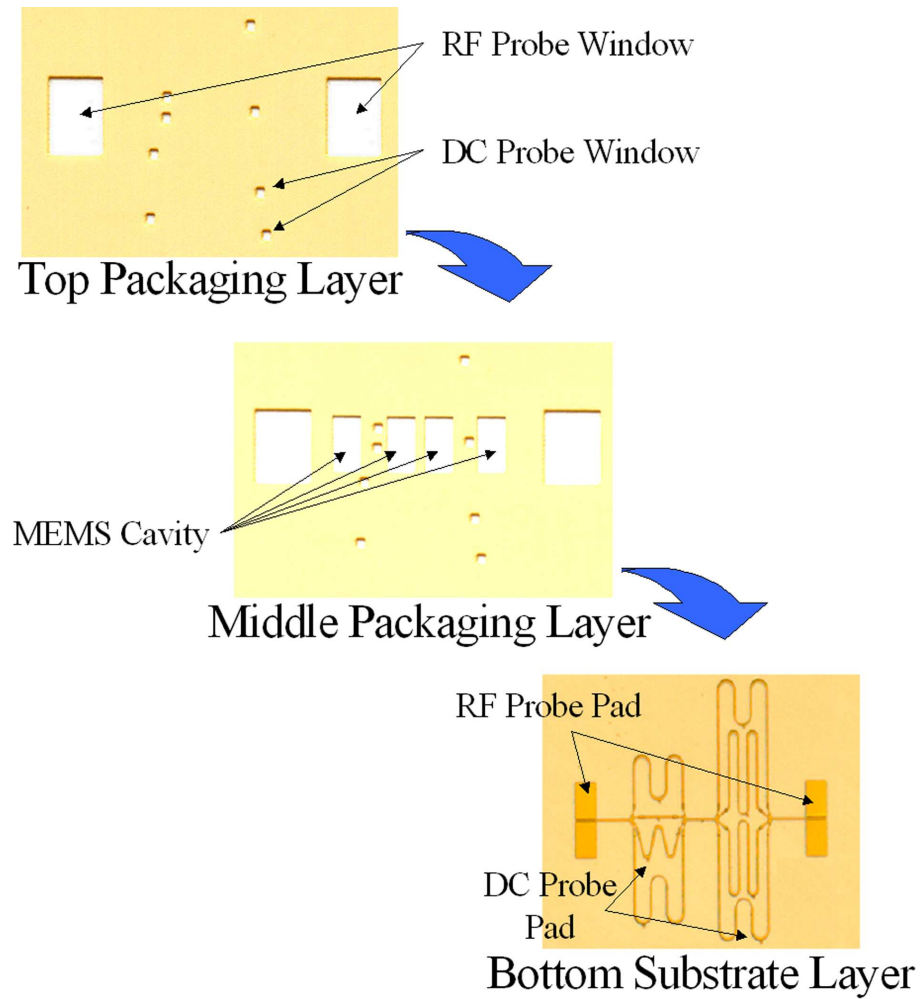 RF Probe Window
DC Probe Window
Top Packaging Layer
MEMS Cavity
Middle Packaging Layer
RF Probe Pad
DC Probe
Pad
Bottom Substrate Layer